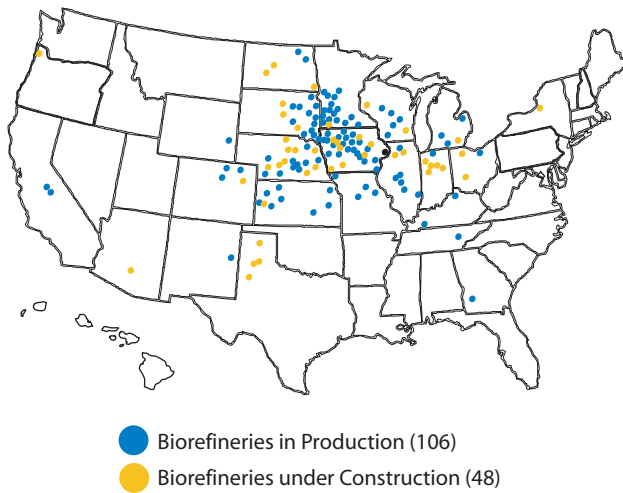 Biorefineries in Production (106)
Biorefineries under Construction (48)